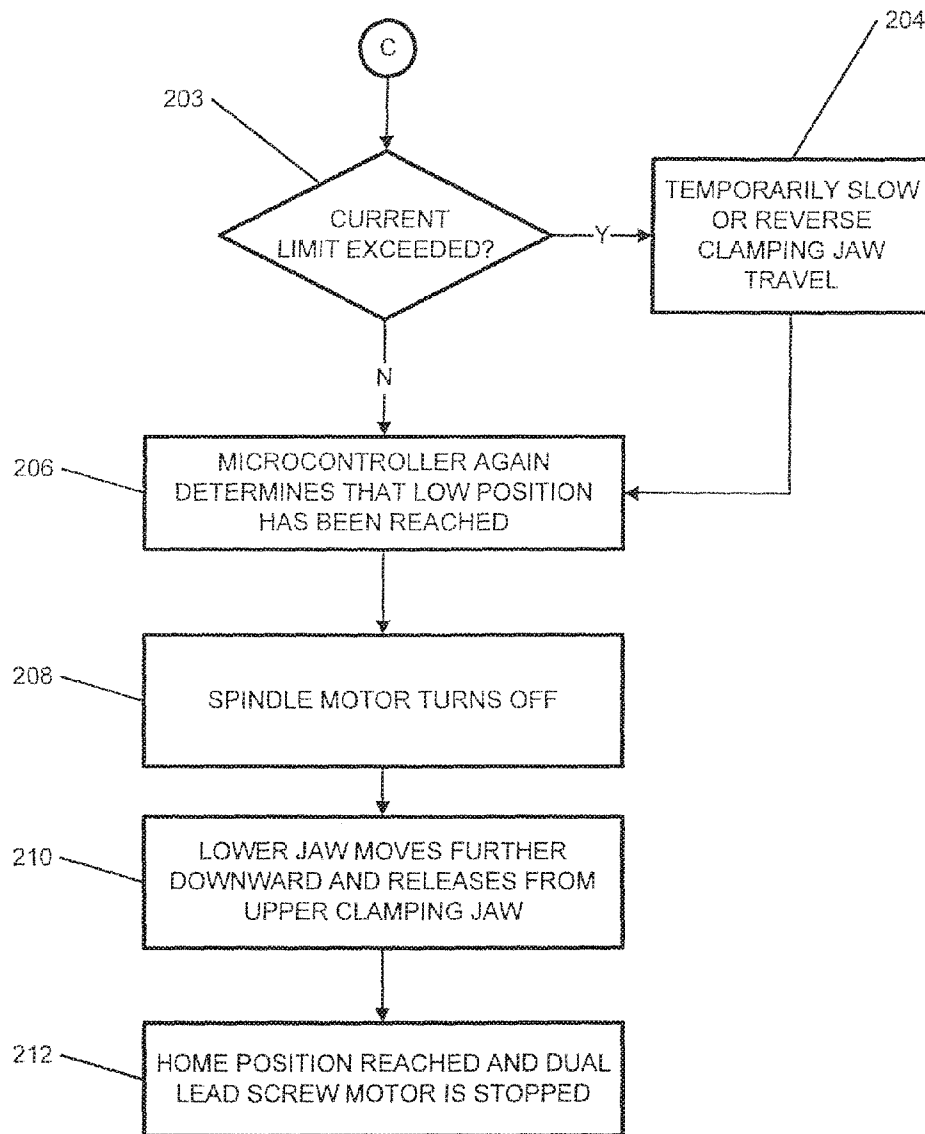 C
204
203
CURRENT
LIMIT EXCEEDED?
Y
TEMPORARILY SLOW
OR REVERSE
CLAMPING JAW
TRAVEL
N
206
MICROCONTROLLER AGAIN
DETERMINES THAT LOW POSITION
HAS BEEN REACHED
208
SPINDLE MOTOR TURNS OFF
210
LOWER JAW MOVES FURTHER
DOWNWARD AND RELEASES FROM
UPPER CLAMPING JAW
212
HOME POSITION REACHED AND DUAL
LEAD SCREW MOTOR IS STOPPED